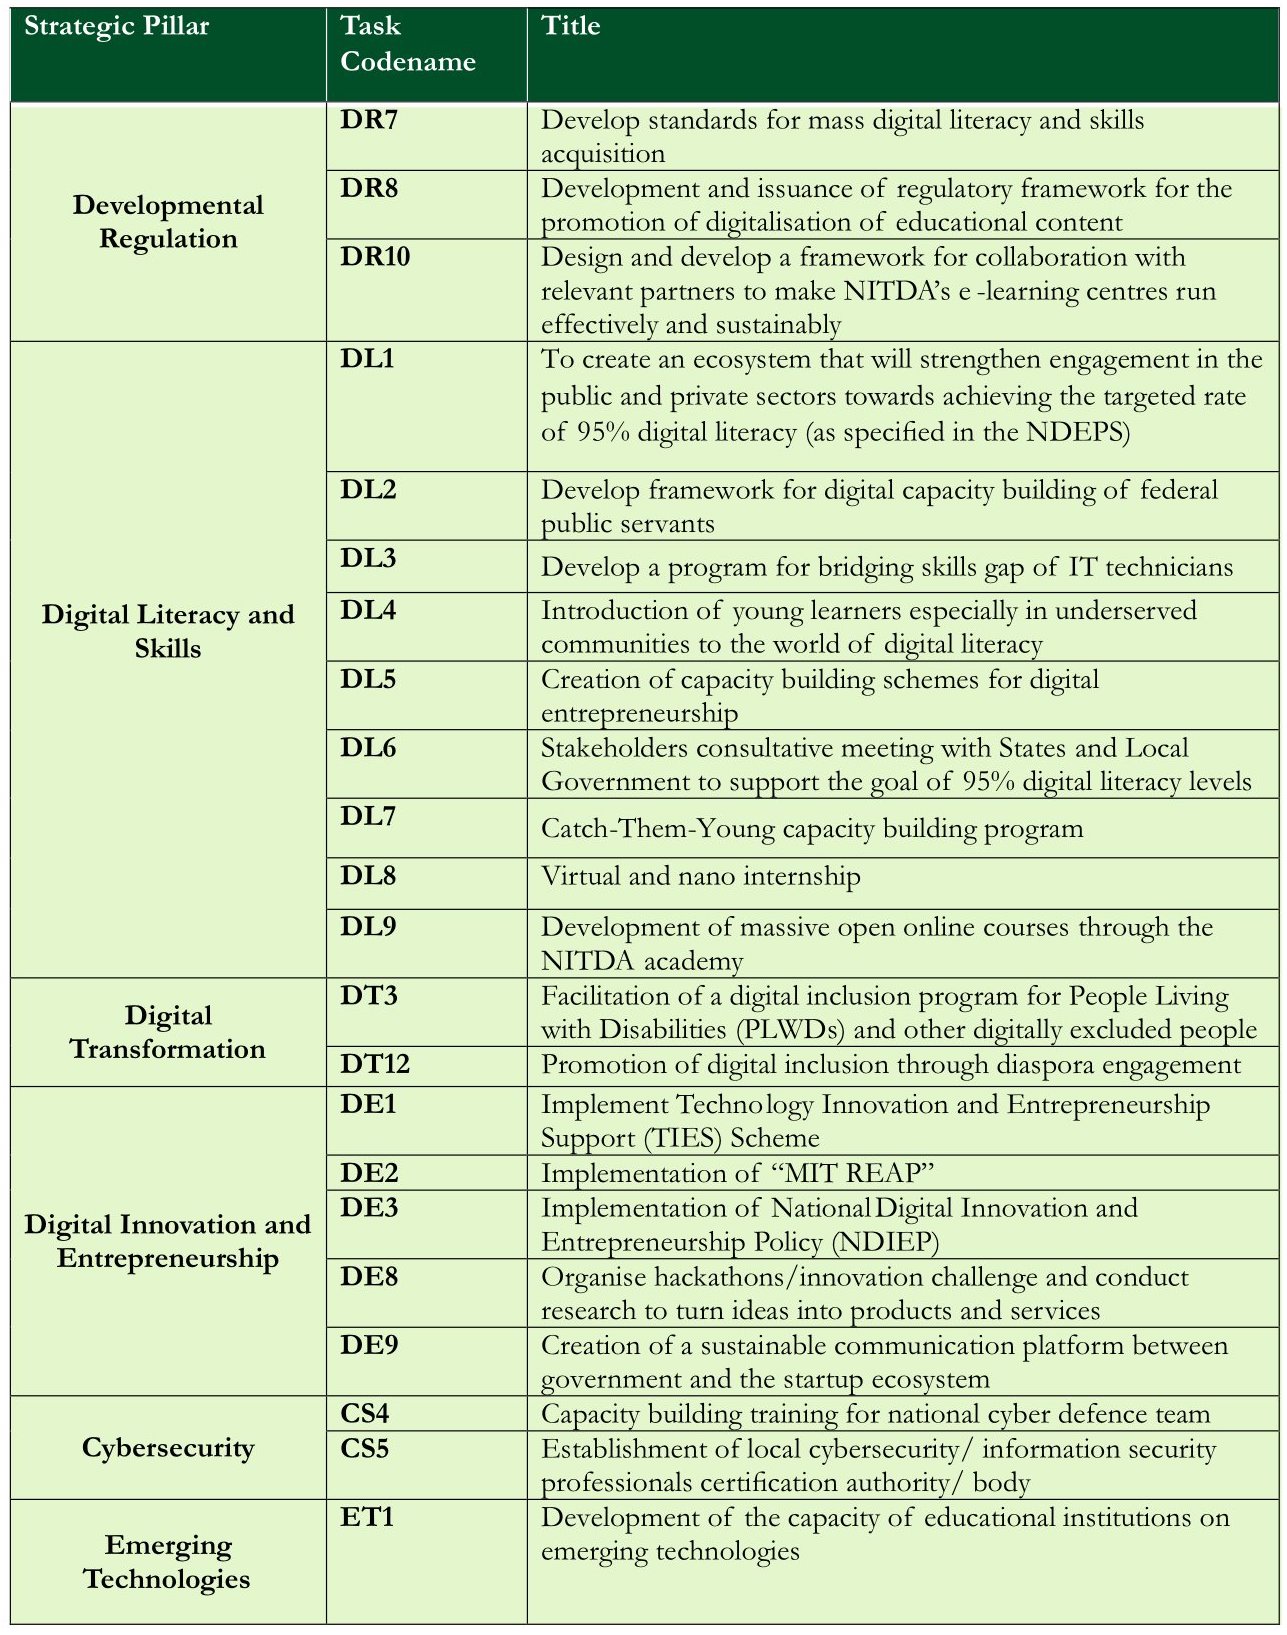 Strategic Pillar
Task
Codename
Title
Developmental
Regulation
DR7
Develop standards for mass digital literacy and skills
acquisition
DR8
Development and issuance of regulatory framework for the
promotion of digitalisation of educational content
DR10
Design and develop a framework for collaboration with
relevant partners to make NITDA's e -learning centres run
effectively and sustainably
Digital Literacy and
Skills
DL1
To create an ecosystem that will strengthen engagement in the
public and private sectors towards achieving the targeted rate
of 95% digital literacy (as specified in the NDEPS)
DL2
Develop framework for digital capacity building of federal
public servants
DL3
Develop a program for bridging skills gap of IT technicians
DL4
Introduction of young learners especially in underserved
communities to the world of digital literacy
DL5
Creation of capacity building schemes for digital
entrepreneurship
DL6
Stakeholders consultative meeting with States and Local
Government to support the goal of 95% digital literacy levels
DL7
Catch-Them-Young capacity building program
DL8
Virtual and nano internship
DL9
Development of massive open online courses through the
NITDA academy
Digital
Transformation
DT3
Facilitation of a digital inclusion program for People Living
with Disabilities (PLWDs) and other digitally excluded people
DT12
Promotion of digital inclusion through diaspora engagement
Digital Innovation and
Entrepreneurship
DE1
Implement Technology Innovation and Entrepreneurship
Support (TIES) Scheme
DE2
Implementation of “MIT REAP”
DE3
Implementation of National Digital Innovation and
Entrepreneurship Policy (NDIEP)
DE8
Organise hackathons/innovation challenge and conduct
research to turn ideas into products and services
DE9
Creation of a sustainable communication platform between
government and the startup ecosystem
Cybersecurity
CS4
Capacity building training for national cyber defence team
CS5
Establishment of local cybersecurity/ information security
professionals certification authority/ body
Emerging
Technologies
ET1
Development of the capacity of educational institutions on
emerging technologies